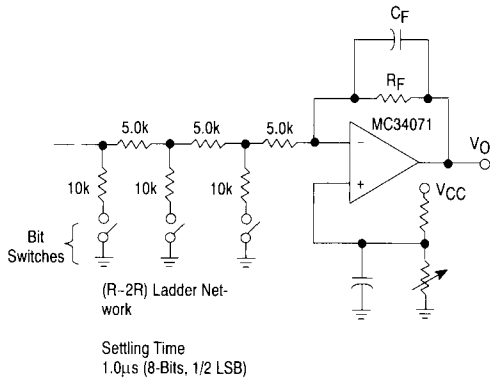 CF
RF
MC34071
5.0k 5.0k 5.0k
VO
10k 10k 10k
VCC
Bit
Switches
(R-2R) Ladder Net-
work
Settling Time
1.0µs (8-Bits, 1/2 LSB)